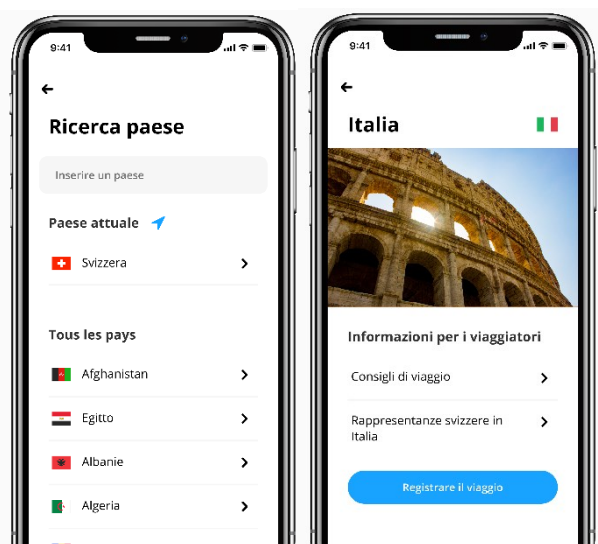 9:41
Ricerca paese
Inserire un paese
Paese attuale
Svizzera
Tous les pays
Afghanistan
Egitto
Albanie
Algeria
9:41
Italia
Informazioni per i viaggiatori
Consigli di viaggio
Rappresentanze svizzere in
Italia
Registrare il viaggio